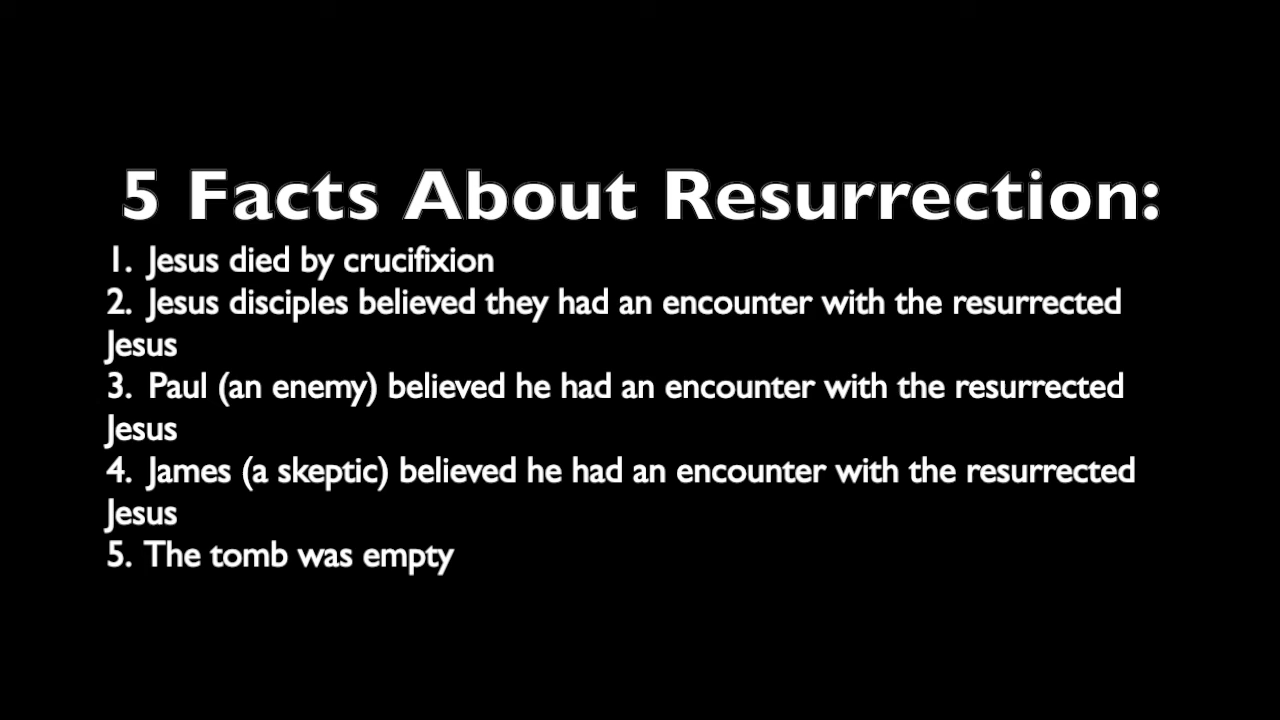 5 Facts About Resurrection:
1. Jesus died by crucifixion
2. Jesus disciples believed they had an encounter with the resurrected
Jesus
3. Paul (an enemy) believed he had an encounter with the resurrected
Jesus
4. James (a skeptic) believed he had an encounter with the resurrected
Jesus
5. The tomb was empty